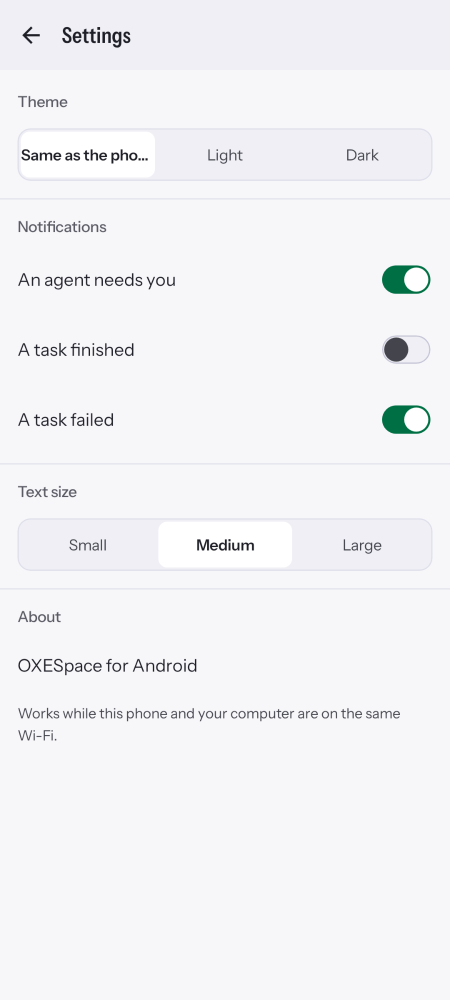 Settings
Theme
Same as the pho...
Light
Dark
Notifications
An agent needs you
A task finished
A task failed
Text size
Small
Medium
Large
About
OXESpace for Android
Works while this phone and your computer are on the same
Wi-Fi.